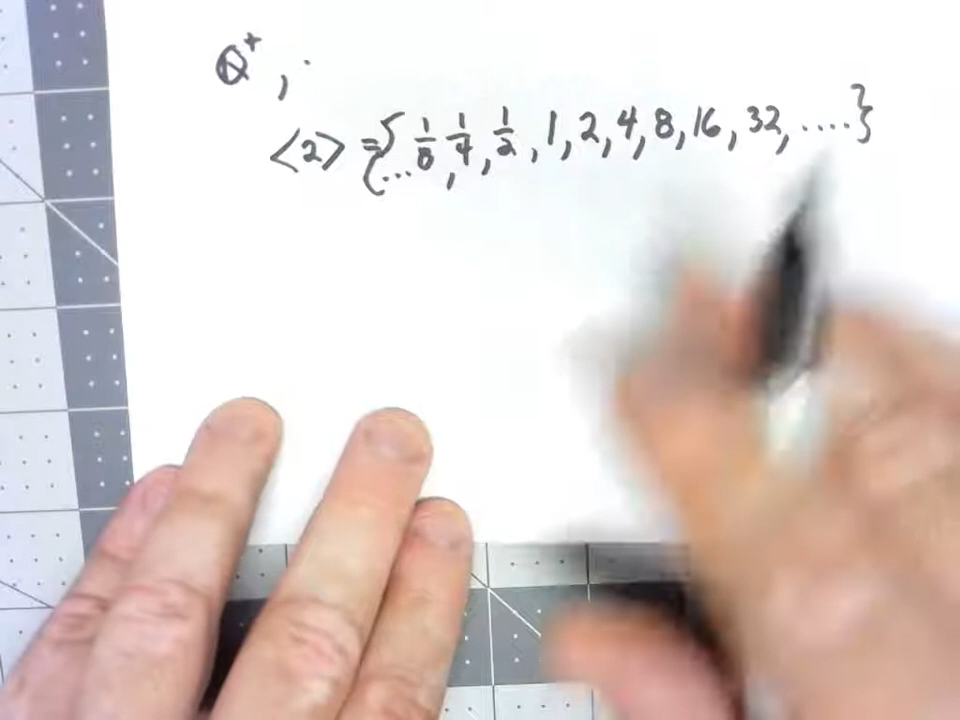 Q⁺, ·
<2> = {... 1/8, 1/4, 1/2, 1, 2, 4, 8, 16, 32, ....}